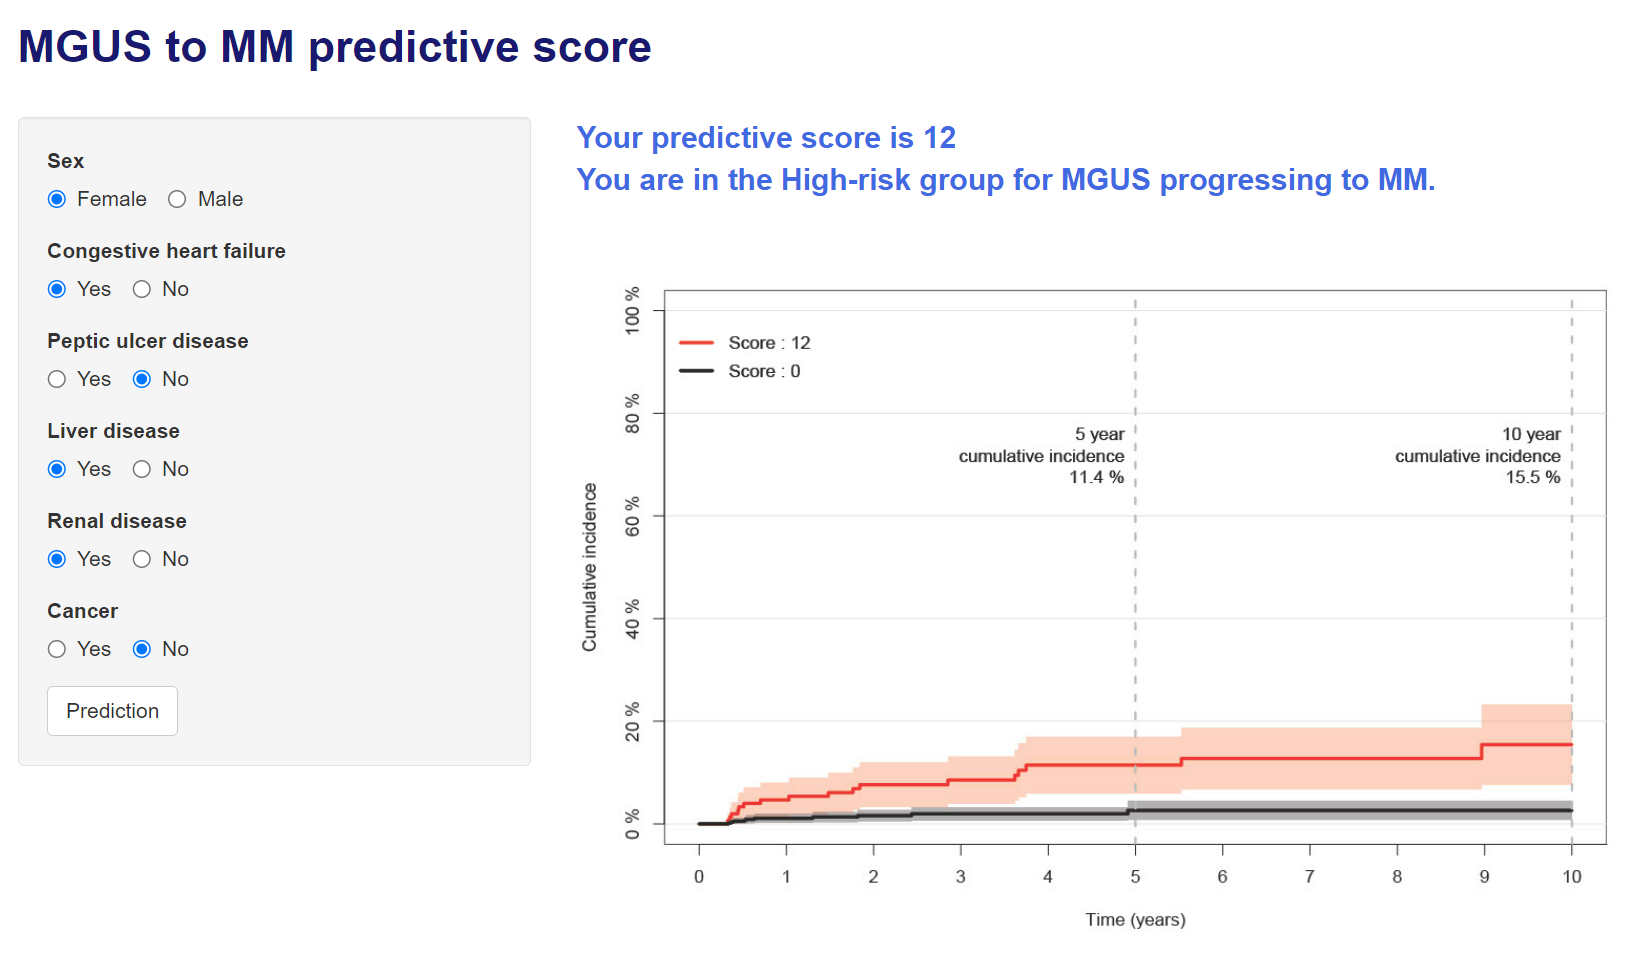 MGUS to MM predictive score
Sex
Female Male
Congestive heart failure
Yes No
Peptic ulcer disease
Yes No
Liver disease
Yes No
Renal disease
Yes No
Cancer
Yes No
Prediction
Your predictive score is 12
You are in the High-risk group for MGUS progressing to MM.
Score : 12
Score : 0
5 year
cumulative incidence
11.4 %
10 year
cumulative incidence
15.5 %
Cumulative incidence
100 %
80 %
60 %
40 %
20 %
0 %
0 1 2 3 4 5 6 7 8 9 10
Time (years)